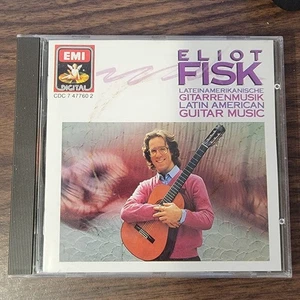 EMI
DIGITAL
CDC 7 47760 2
ELIOT
FISK
LATEINAMERIKANISCHE
GITARRENMUSIK
LATIN AMERICAN
GUITAR MUSIC